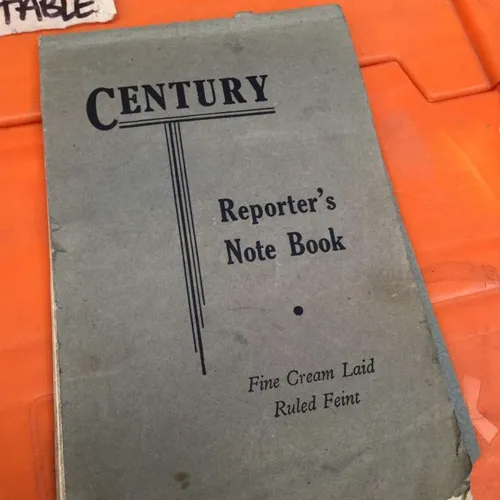 TABLE
CENTURY
Reporter's
Note Book
Fine Cream Laid
Ruled Feint